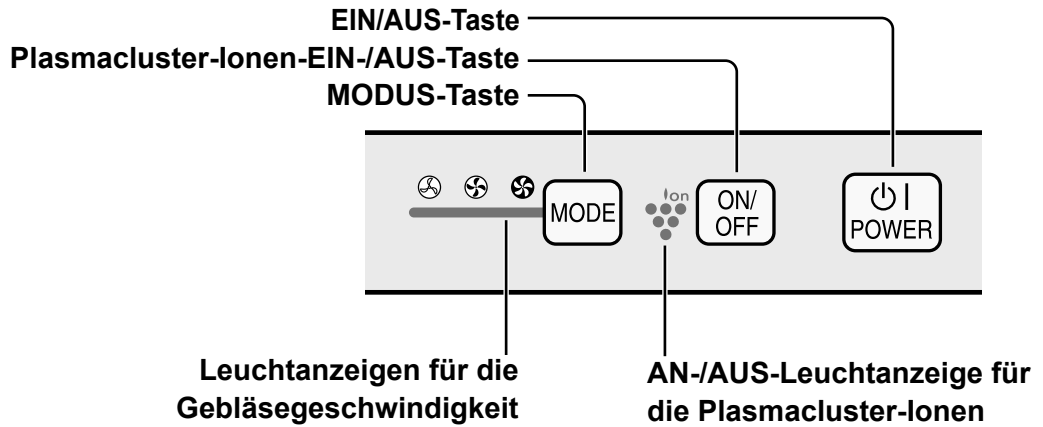 EIN/AUS-Taste
Plasmacluster-Ionen-EIN-/AUS-Taste
MODUS-Taste
MODE
ion
ON/
OFF
POWER
Leuchtanzeigen für die
Gebläsegeschwindigkeit
AN-/AUS-Leuchtanzeige für
die Plasmacluster-Ionen